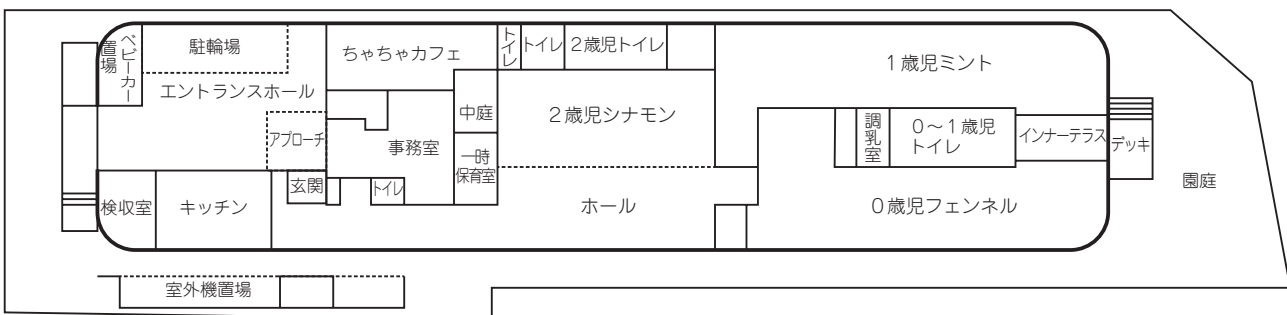 ベビーカー
置場
駐輪場
エントランスホール
アプローチ
ちゃちゃカフェ
トイレ
トイレ
2歳児トイレ
1歳児ミント
中庭
2歳児シナモン
事務室
一時
保育室
調乳室
0〜1歳児
トイレ
インナーテラス
デッキ
園庭
検収室
キッチン
玄関
トイレ
ホール
0歳児フェンネル
室外機置場